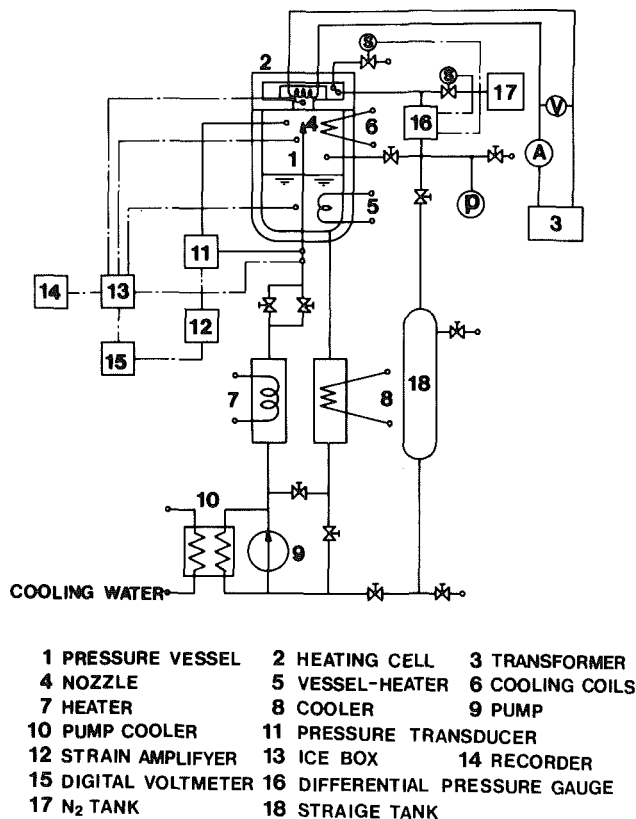 S
2
S
17
4
6
16
V
1
A
5
P
3
11
14
13
12
15
7
8
18
10
9
COOLING WATER
1 PRESSURE VESSEL 2 HEATING CELL 3 TRANSFORMER
4 NOZZLE 5 VESSEL-HEATER 6 COOLING COILS
7 HEATER 8 COOLER 9 PUMP
10 PUMP COOLER 11 PRESSURE TRANSDUCER
12 STRAIN AMPLIFYER 13 ICE BOX 14 RECORDER
15 DIGITAL VOLTMETER 16 DIFFERENTIAL PRESSURE GAUGE
17 N₂ TANK 18 STRAIGE TANK